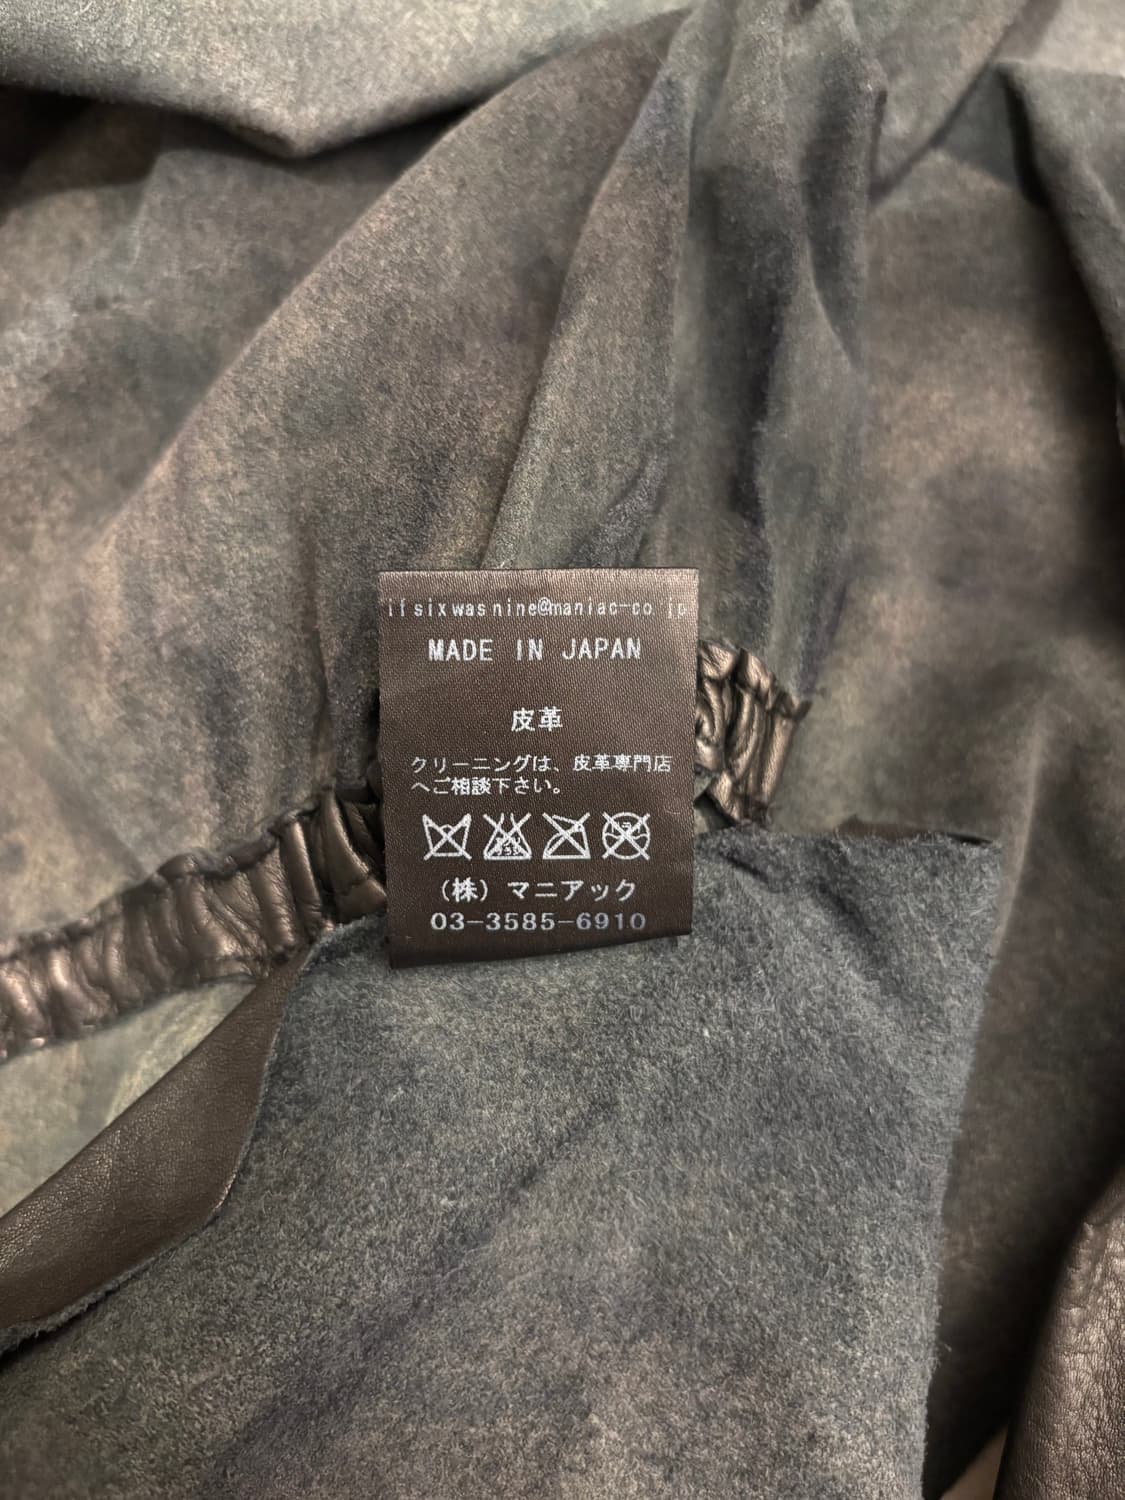 ifsixwasnine@maniac-co jp
MADE IN JAPAN
皮革
クリーニングは、皮革専門店
へご相談下さい。
(株) マニアック
03-3585-6910